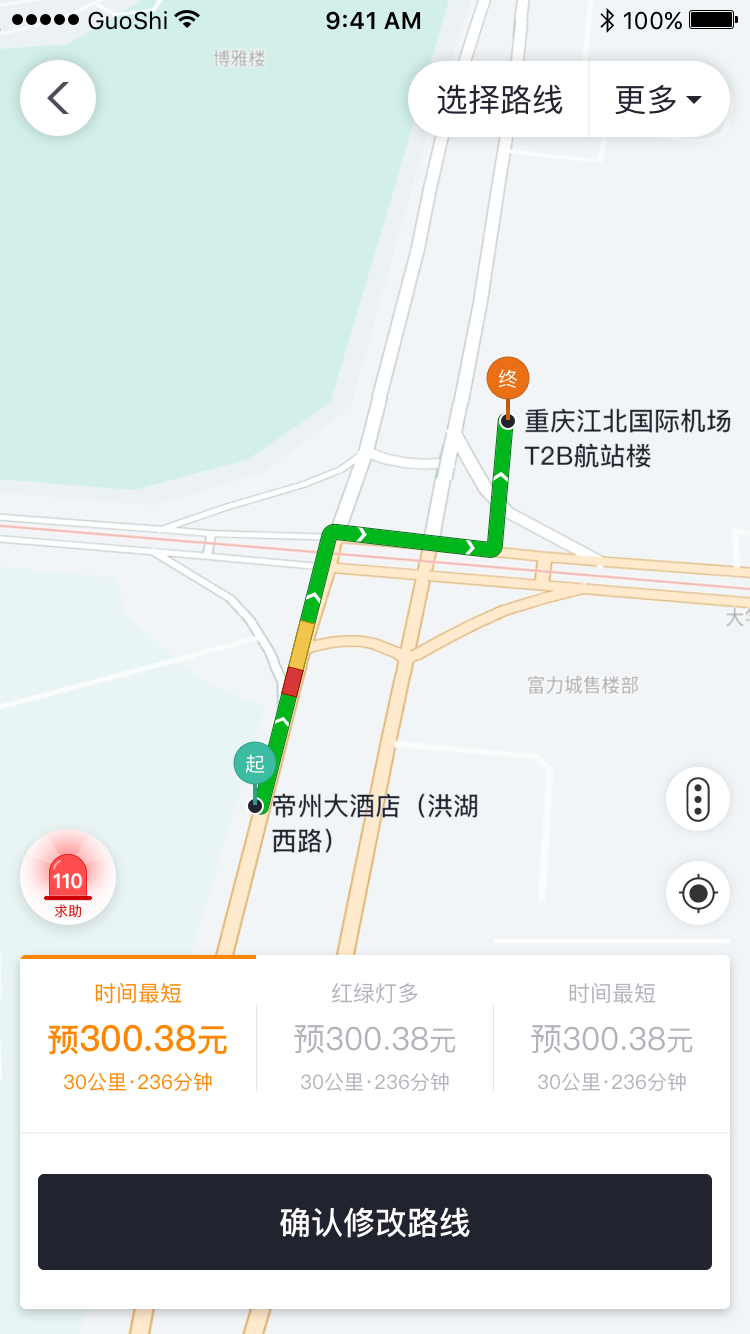 GuoShi 9:41 AM 100%
博雅楼
选择路线 更多
终
重庆江北国际机场
T2B航站楼
大学
富力城售楼部
起
帝州大酒店（洪湖
西路）
110
求助
时间最短 红绿灯多 时间最短
预300.38元 预300.38元 预300.38元
30公里·236分钟 30公里·236分钟 30公里·236分钟
确认修改路线